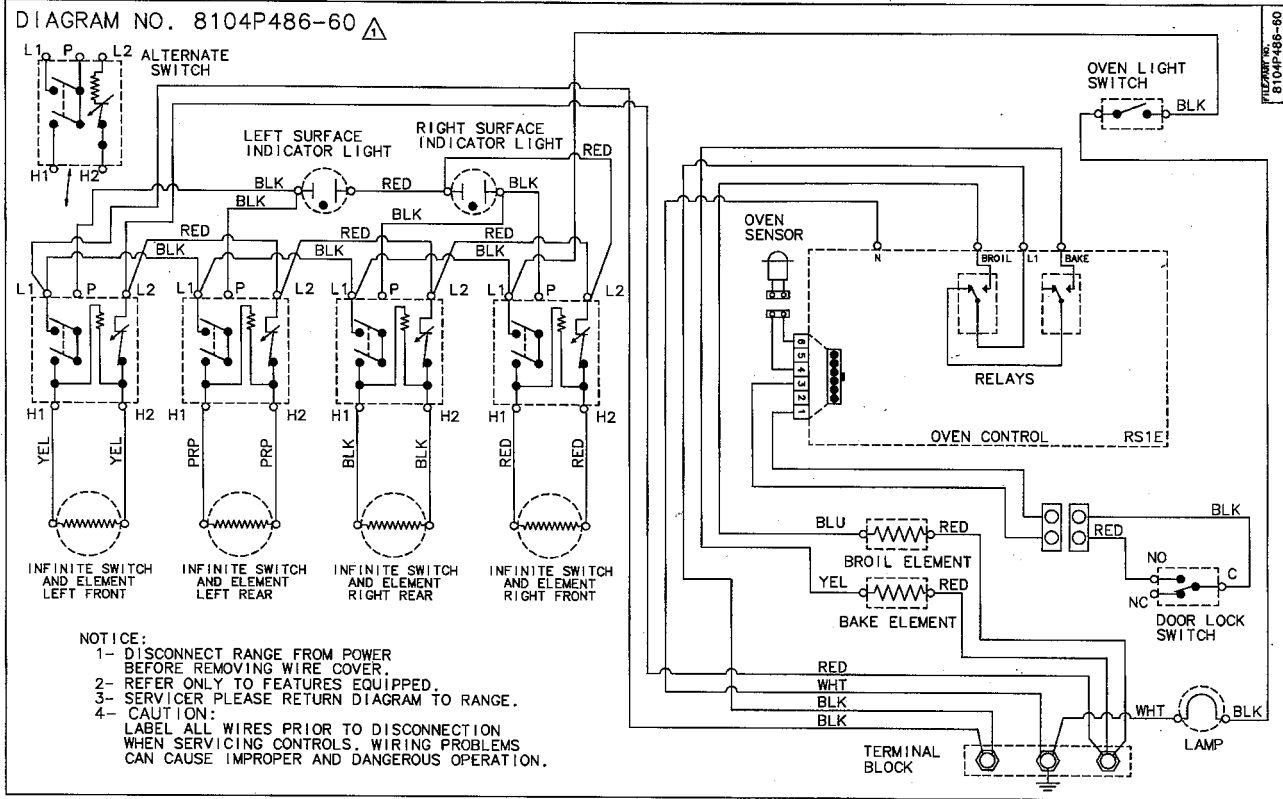 DIAGRAM NO. 8104P486-60 1
8104P486-60
L1 P L2 ALTERNATE
SWITCH
H1 H2
LEFT SURFACE
INDICATOR LIGHT
RIGHT SURFACE
INDICATOR LIGHT
RED
BLK RED BLK
BLK BLK
RED RED RED
BLK BLK BLK
OVEN LIGHT
SWITCH
BLK
OVEN
SENSOR
N BROIL L1 BAKE
L1 P L2 L1 P L2 L1 P L2 L1 P L2
H1 H2 H1 H2 H1 H2 H1 H2
6
5
4
3
2
1
RELAYS
OVEN CONTROL RS1E
YEL YEL PRP PRP BLK BLK RED RED
INFINITE SWITCH
AND ELEMENT
LEFT FRONT
INFINITE SWITCH
AND ELEMENT
LEFT REAR
INFINITE SWITCH
AND ELEMENT
RIGHT REAR
INFINITE SWITCH
AND ELEMENT
RIGHT FRONT
BLU RED
BROIL ELEMENT
YEL RED
BAKE ELEMENT
BLK
RED
NO
C
NC
DOOR LOCK
SWITCH
NOTICE:
1- DISCONNECT RANGE FROM POWER
BEFORE REMOVING WIRE COVER.
2- REFER ONLY TO FEATURES EQUIPPED.
3- SERVICER PLEASE RETURN DIAGRAM TO RANGE.
4- CAUTION:
LABEL ALL WIRES PRIOR TO DISCONNECTION
WHEN SERVICING CONTROLS. WIRING PROBLEMS
CAN CAUSE IMPROPER AND DANGEROUS OPERATION.
RED
WHT
BLK
BLK
WHT BLK
LAMP
TERMINAL
BLOCK